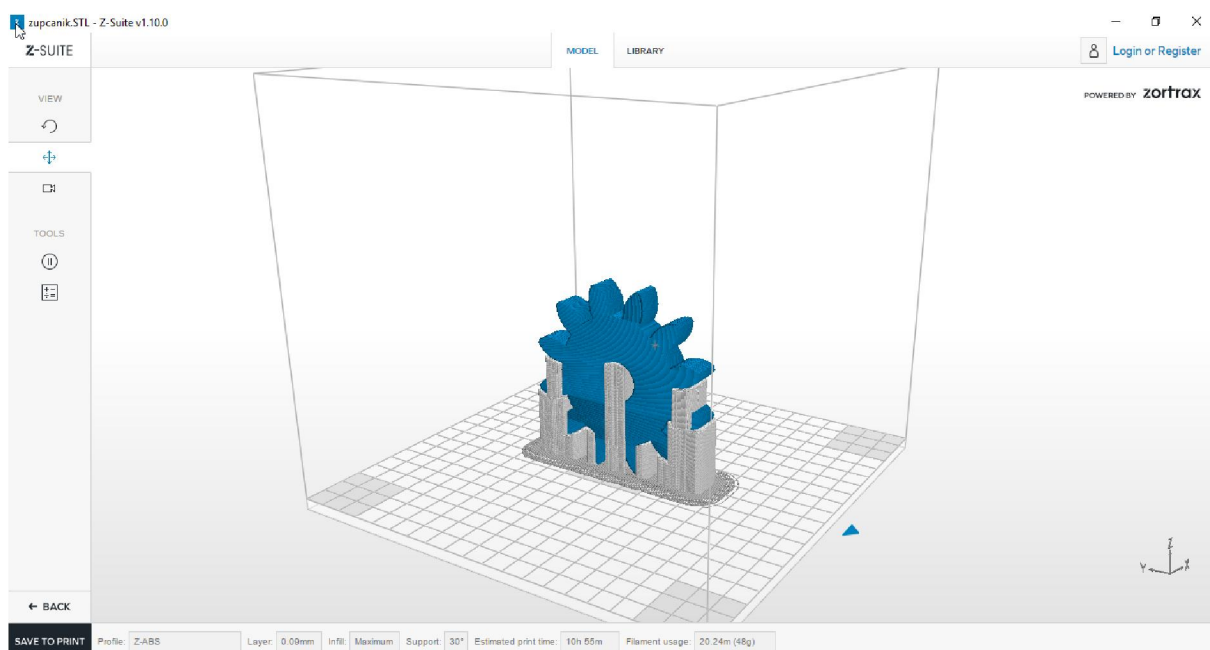 zupcanik.STL - Z-Suite v1.10.0
Z-SUITE
MODEL LIBRARY
Login or Register
POWERED BY zortrax
VIEW
TOOLS
Z
Y X
← BACK
SAVE TO PRINT Profile: Z-ABS Layer: 0.09mm Infill: Maximum Support: 30° Estimated print time: 10h 55m Filament usage: 20.24m (48g)